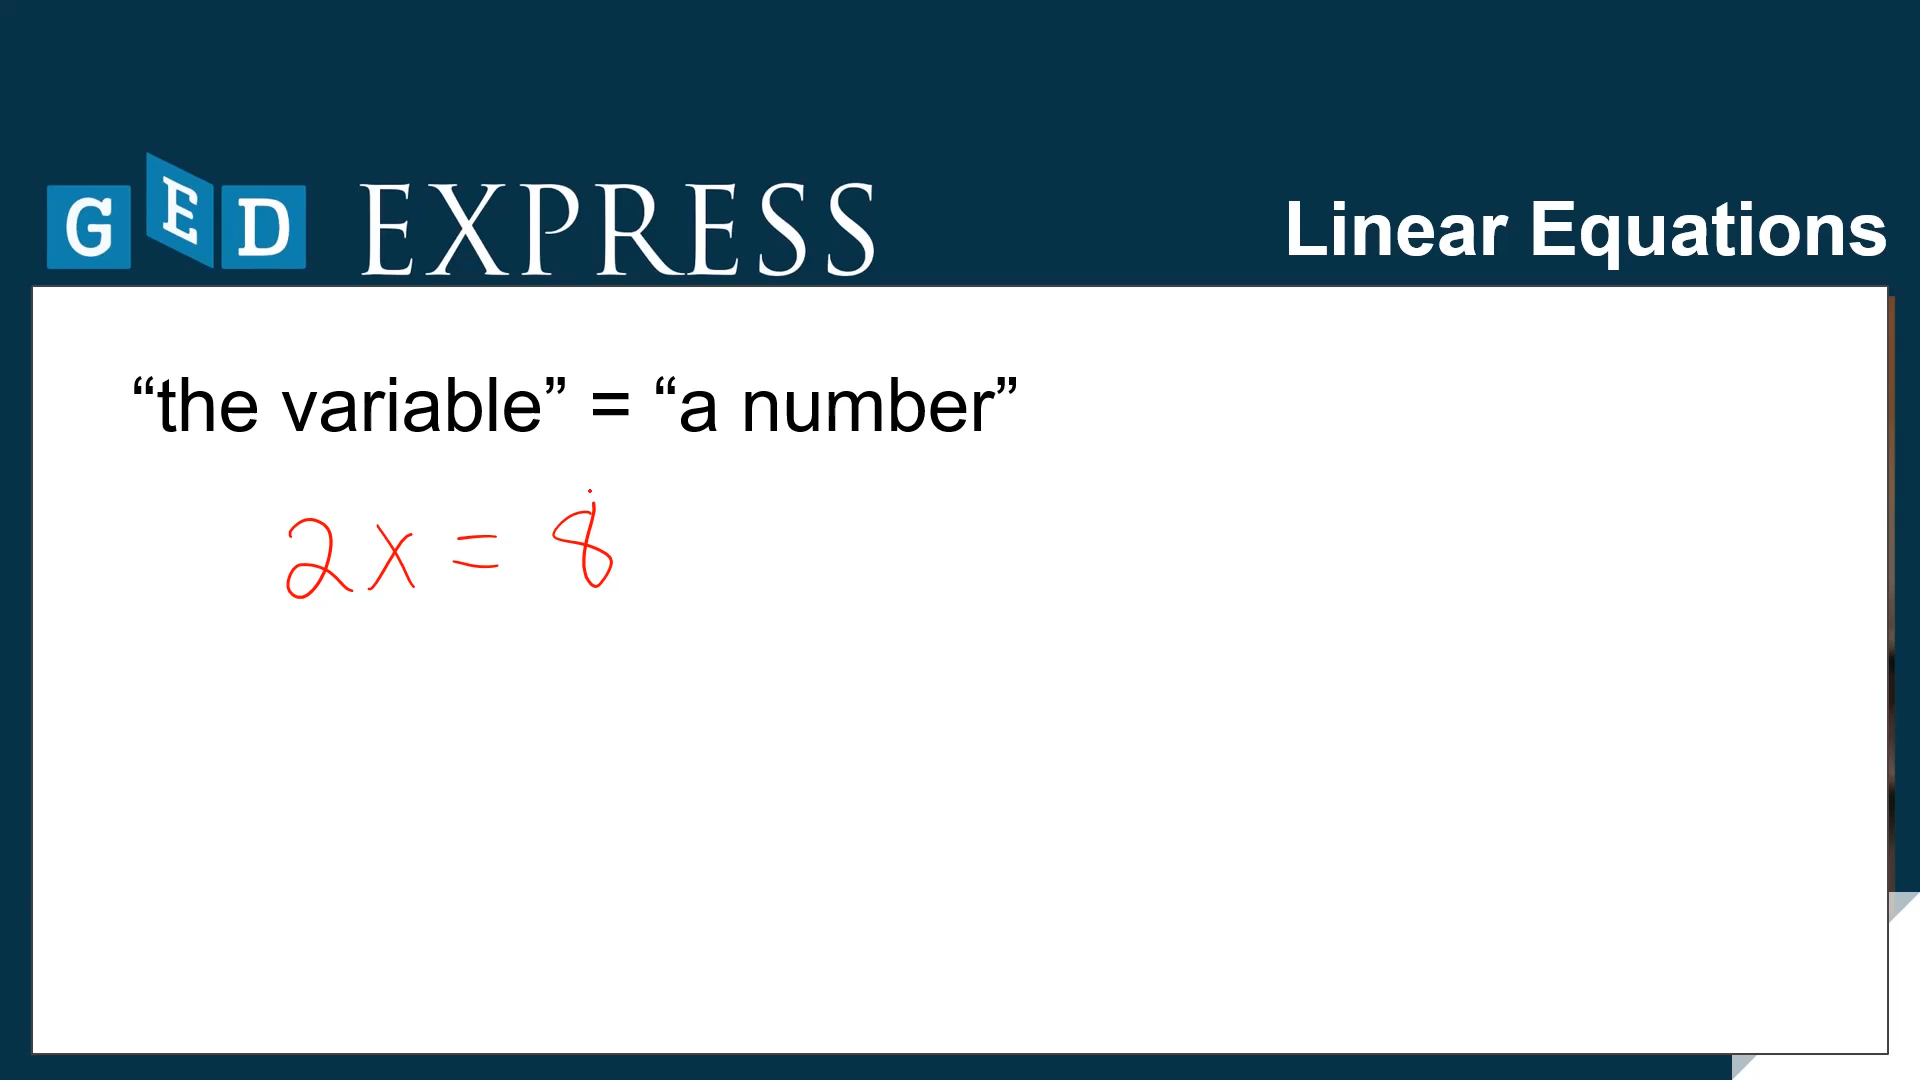 GED EXPRESS
Linear Equations
“the variable” = “a number”
2x = 8